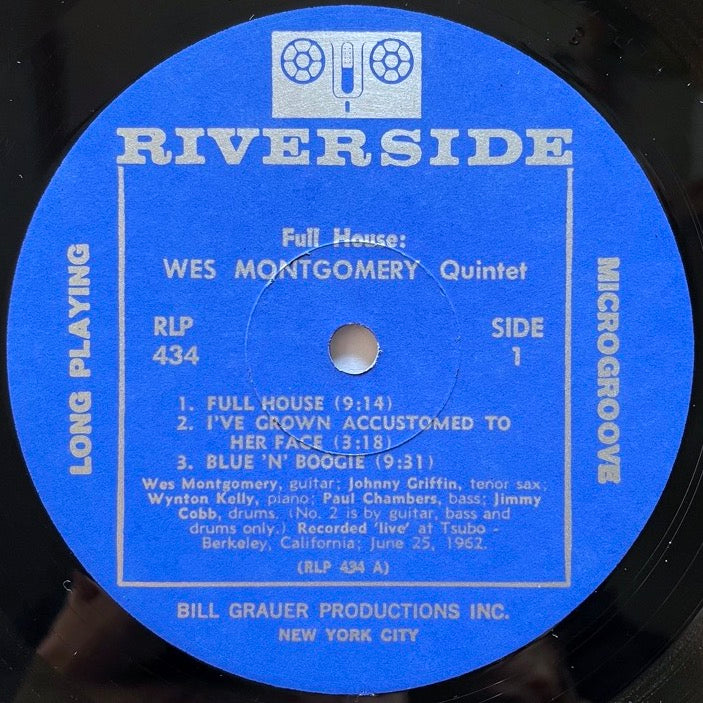 RIVERSIDE
Full House:
WES MONTGOMERY Quintet
RLP
434
SIDE
1
LONG PLAYING
MICROGROOVE
1. FULL HOUSE (9:14)
2. I'VE GROWN ACCUSTOMED TO
HER FACE (3:18)
3. BLUE 'N' BOOGIE (9:31)
Wes Montgomery, guitar; Johnny Griffin, tenor sax;
Wynton Kelly, piano; Paul Chambers, bass; Jimmy
Cobb, drums. (No. 2 is by guitar, bass and
drums only.) Recorded 'live' at Tsubo -
Berkeley, California; June 25, 1962.
(RLP 434 A)
BILL GRAUER PRODUCTIONS INC.
NEW YORK CITY